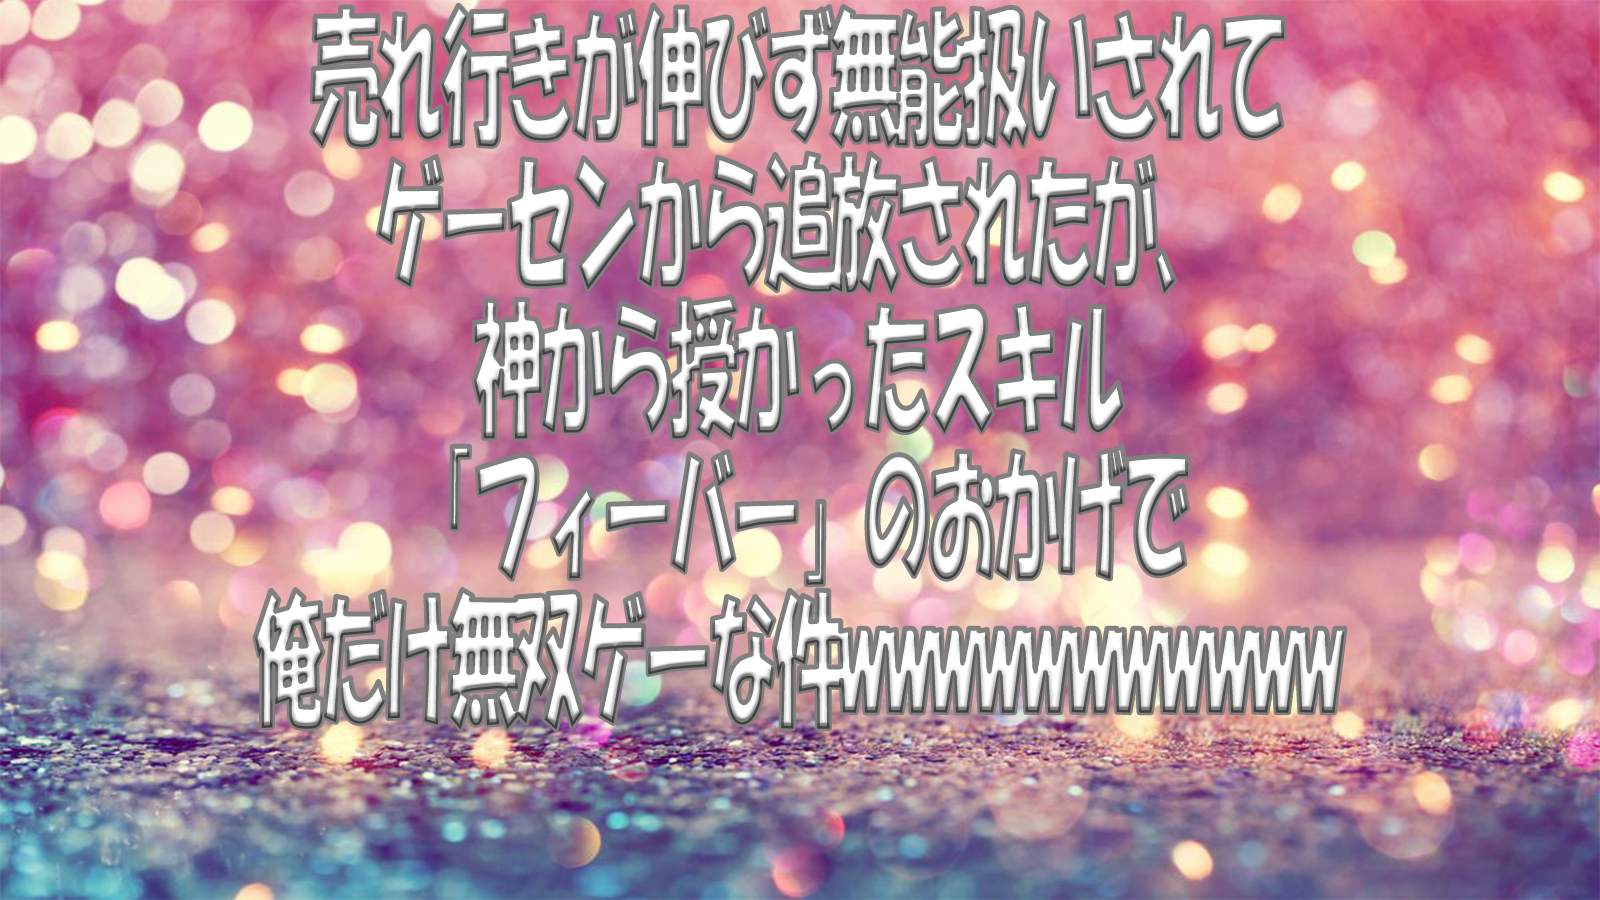 売れ行きが伸びず無能扱いされて
ゲーセンから追放されたが、
神から授かったスキル
「フィーバー」のおかげで
俺だけ無双ゲーな件wwwwwwwwwwwww